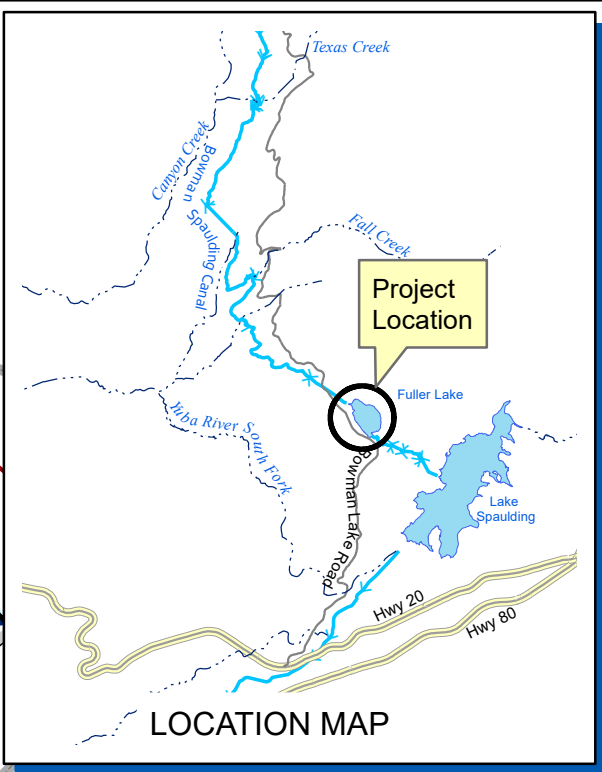 Texas Creek
Canyon Creek
Bowman
Spaulding Canal
Fall Creek
Project
Location
Fuller Lake
Yuba River South Fork
Bowman Lake Road
Lake
Spaulding
Hwy 20
Hwy 80
LOCATION MAP